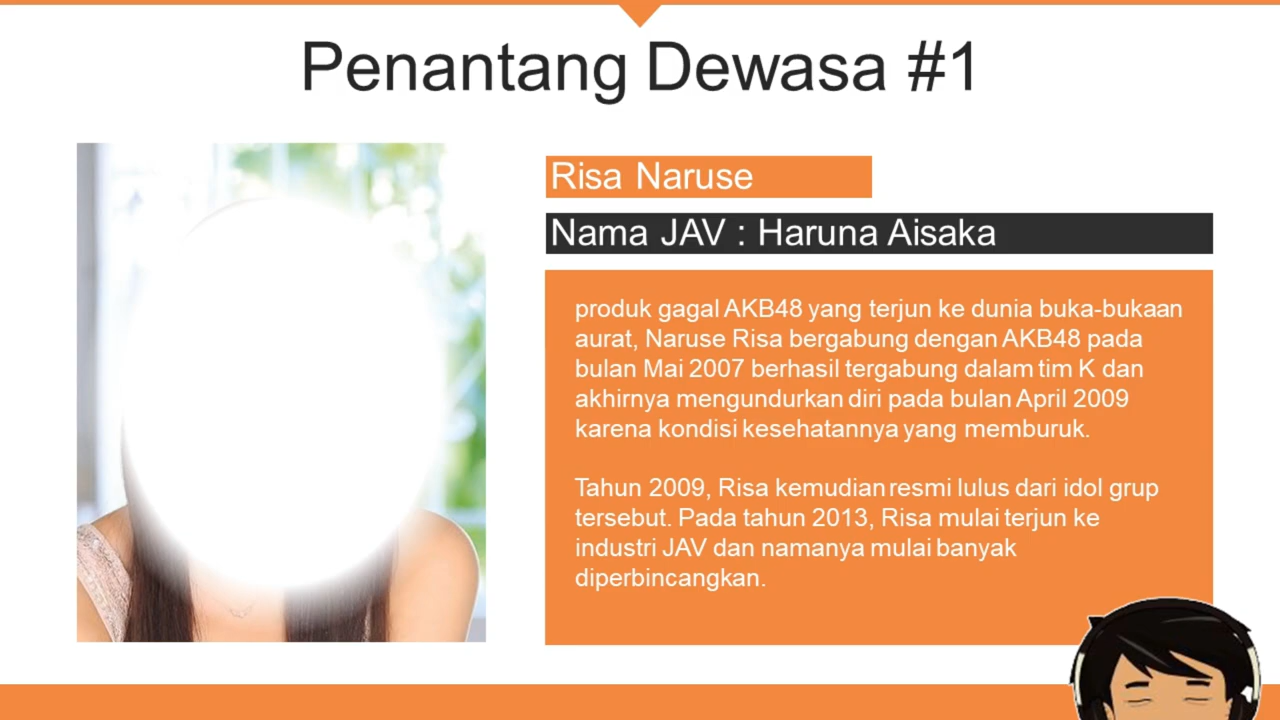 Penantang Dewasa #1
Risa Naruse
Nama JAV : Haruna Aisaka
produk gagal AKB48 yang terjun ke dunia buka-bukaan
aurat, Naruse Risa bergabung dengan AKB48 pada
bulan Mai 2007 berhasil tergabung dalam tim K dan
akhirnya mengundurkan diri pada bulan April 2009
karena kondisi kesehatannya yang memburuk.
Tahun 2009, Risa kemudian resmi lulus dari idol grup
tersebut. Pada tahun 2013, Risa mulai terjun ke
industri JAV dan namanya mulai banyak
diperbincangkan.